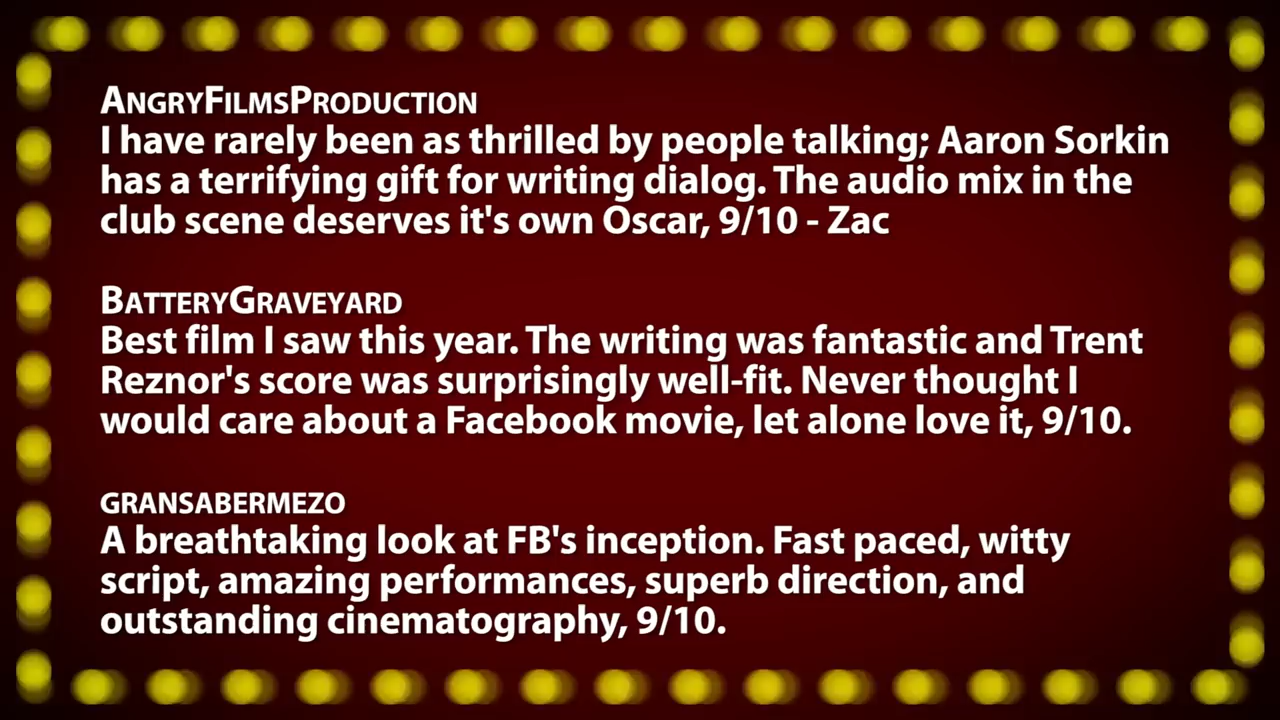 AngryFilmsProduction
I have rarely been as thrilled by people talking; Aaron Sorkin
has a terrifying gift for writing dialog. The audio mix in the
club scene deserves it's own Oscar, 9/10 - Zac
BatteryGraveyard
Best film I saw this year. The writing was fantastic and Trent
Reznor's score was surprisingly well-fit. Never thought I
would care about a Facebook movie, let alone love it, 9/10.
gransabermezo
A breathtaking look at FB's inception. Fast paced, witty
script, amazing performances, superb direction, and
outstanding cinematography, 9/10.